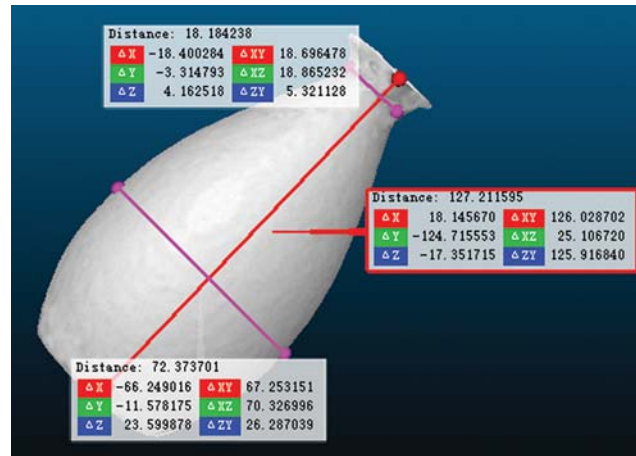 Distance: 18.184238
ΔX -18.400284 ΔXY 18.696478
ΔY -3.314793 ΔXZ 18.865232
ΔZ 4.162518 ΔZY 5.321128
Distance: 127.211595
ΔX 18.145670 ΔXY 126.028702
ΔY -124.715553 ΔXZ 25.106720
ΔZ -17.351715 ΔZY 125.916840
Distance: 72.373701
ΔX -66.249016 ΔXY 67.253151
ΔY -11.578175 ΔXZ 70.326996
ΔZ 23.599878 ΔZY 26.287039